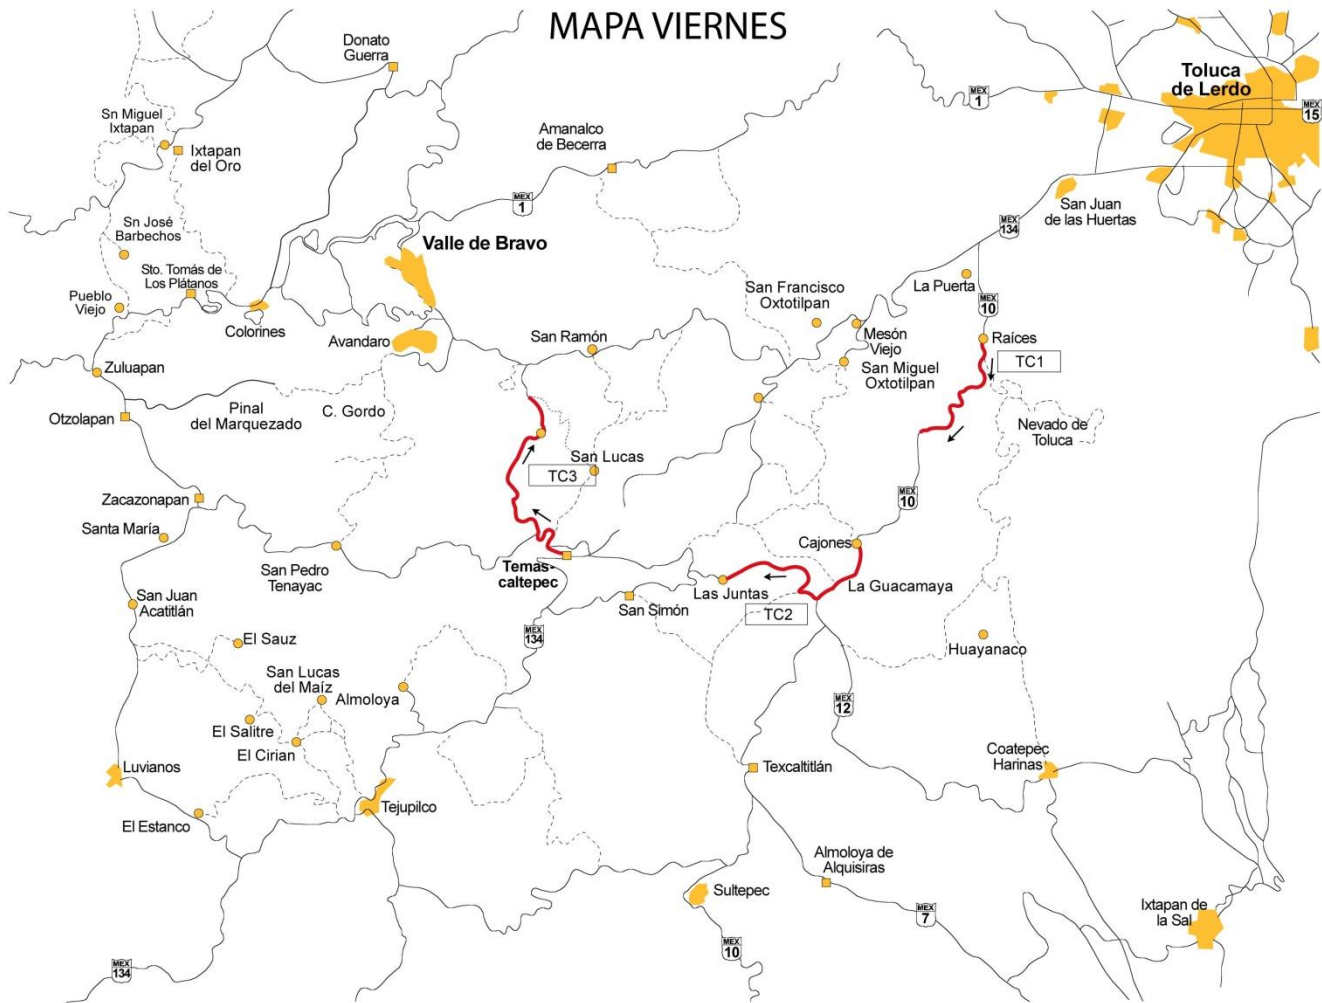 MAPA VIERNES
Donato
Guerra
Toluca
de Lerdo
MEX
1
MEX
15
Sn Miguel
Ixtapan
Ixtapan
del Oro
Amanalco
de Becerra
MEX
1
San Juan
de las Huertas
MEX
134
Sn José
Barbechos
Valle de Bravo
Sto. Tomás de
Los Plátanos
Pueblo
Viejo
Colorines
Avandaro
San Ramón
San Francisco
Oxtotilpan
La Puerta
MEX
10
Mesón
Viejo
Raíces
TC1
San Miguel
Oxtotilpan
Zuluapan
Otzolapan
Pinal
del Marquezado
C. Gordo
Nevado de
Toluca
San Lucas
TC3
Zacazonapan
MEX
10
Santa María
Cajones
San Pedro
Tenayac
Temas-
caltepec
Las Juntas
La Guacamaya
San Juan
Acatitlán
San Simón
TC2
MEX
134
El Sauz
Huayanaco
San Lucas
del Maíz
Almoloya
MEX
12
El Salitre
El Cirian
Luvianos
Texcaltitlán
Coatepec
Harinas
Tejupilco
El Estanco
Almoloya de
Alquisiras
Sultepec
Ixtapan de
la Sal
MEX
7
MEX
10
MEX
134